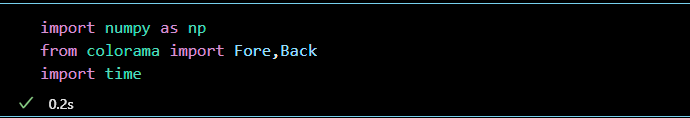 import numpy as np
from colorama import Fore,Back
import time
0.2s